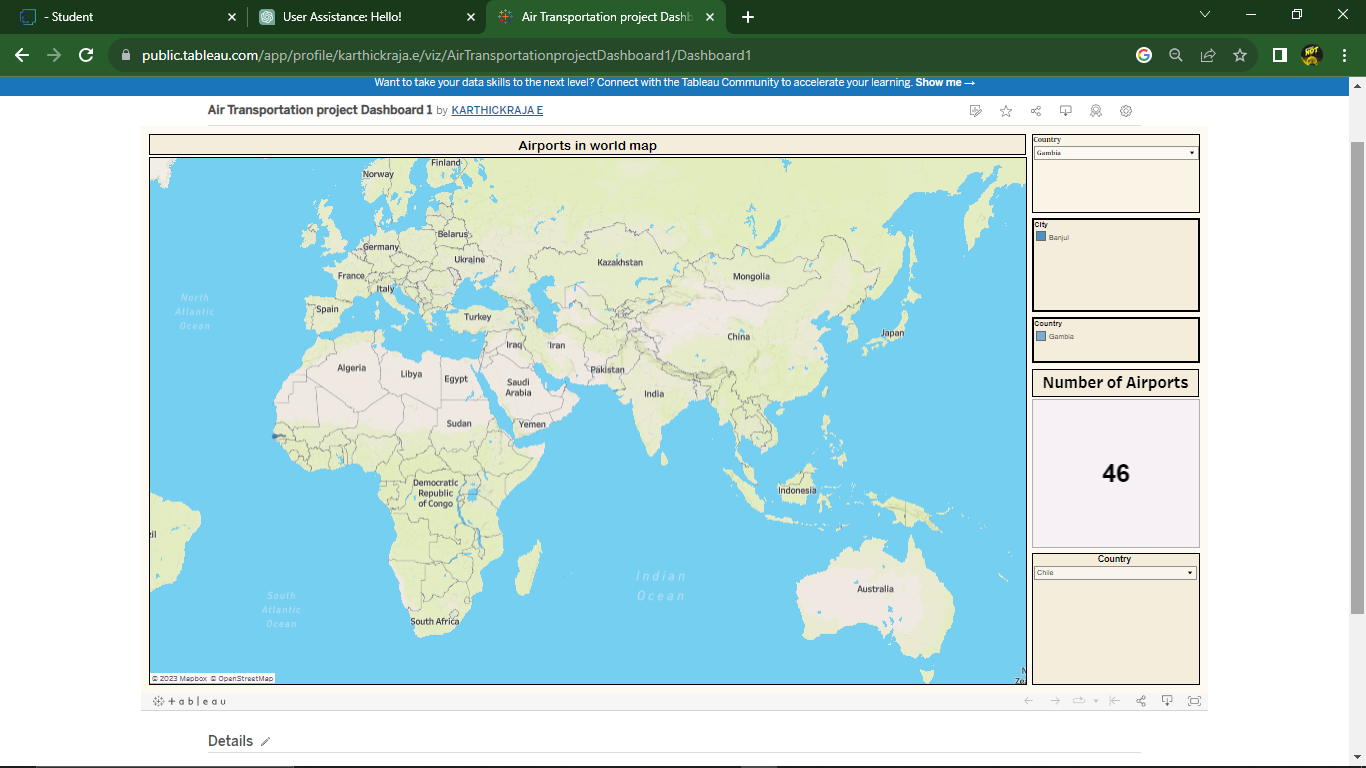 - Student
User Assistance: Hello!
Air Transportation project Dashb
public.tableau.com/app/profile/karthickraja.e/viz/AirTransportationprojectDashboard1/Dashboard1
Want to take your data skills to the next level? Connect with the Tableau Community to accelerate your learning. Show me →
Air Transportation project Dashboard 1 by KARTHICKRAJA E
Airports in world map
Finland
Norway
Belarus
Germany
Ukraine
Kazakhstan
France
Mongolia
Italy
North
Atlantic
Ocean
Spain
Turkey
Japan
China
Iraq
Iran
Algeria
Libya
Egypt
Pakistan
Saudi
Arabia
India
Sudan
Yemen
Democratic
Republic
of Congo
Indonesia
il
Indian
Ocean
Australia
South
Atlantic
Ocean
South Africa
N
Ze
© 2023 Mapbox © OpenStreetMap
Country
Gambia
City
Banjul
Country
Gambia
Number of Airports
46
Country
Chile
+ a b l e a u
Details